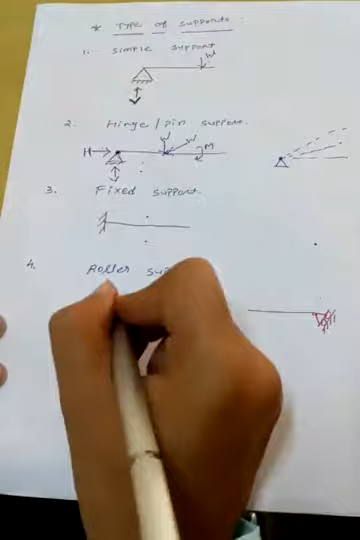 * Type of supports:
1. simple support
W
2. Hinge/pin support.
H W W M
3. Fixed support.
4. Roller